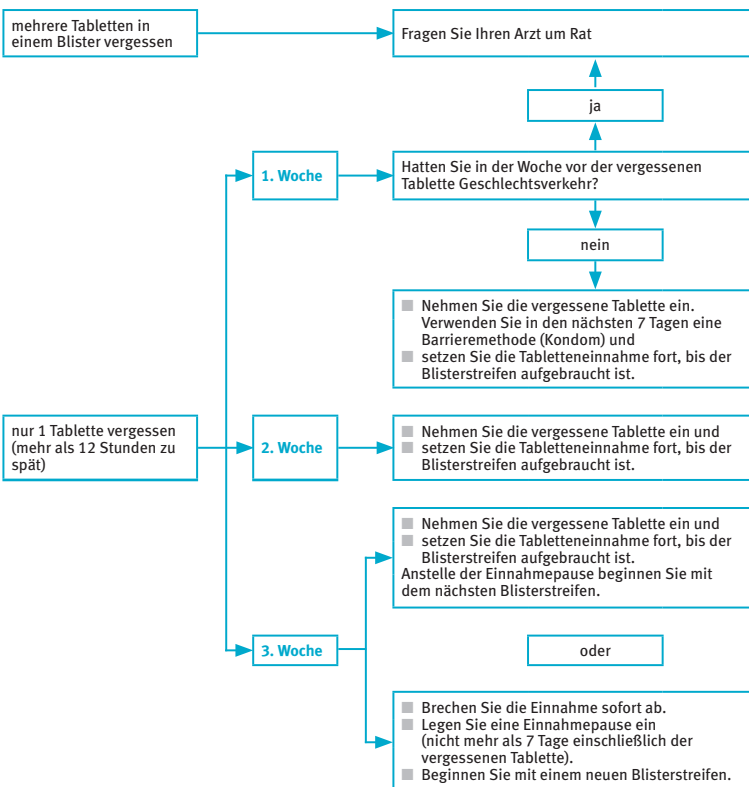 mehrere Tabletten in
einem Blister vergessen
Fragen Sie Ihren Arzt um Rat
ja
1. Woche
Hatten Sie in der Woche vor der vergessenen
Tablette Geschlechtsverkehr?
nein
Nehmen Sie die vergessene Tablette ein.
Verwenden Sie in den nächsten 7 Tagen eine
Barrieremethode (Kondom) und
setzen Sie die Tabletteneinnahme fort, bis der
Blisterstreifen aufgebraucht ist.
nur 1 Tablette vergessen
(mehr als 12 Stunden zu
spät)
2. Woche
Nehmen Sie die vergessene Tablette ein und
setzen Sie die Tabletteneinnahme fort, bis der
Blisterstreifen aufgebraucht ist.
Nehmen Sie die vergessene Tablette ein und
setzen Sie die Tabletteneinnahme fort, bis der
Blisterstreifen aufgebraucht ist.
Anstelle der Einnahmepause beginnen Sie mit
dem nächsten Blisterstreifen.
3. Woche
oder
Brechen Sie die Einnahme sofort ab.
Legen Sie eine Einnahmepause ein
(nicht mehr als 7 Tage einschließlich der
vergessenen Tablette).
Beginnen Sie mit einem neuen Blisterstreifen.